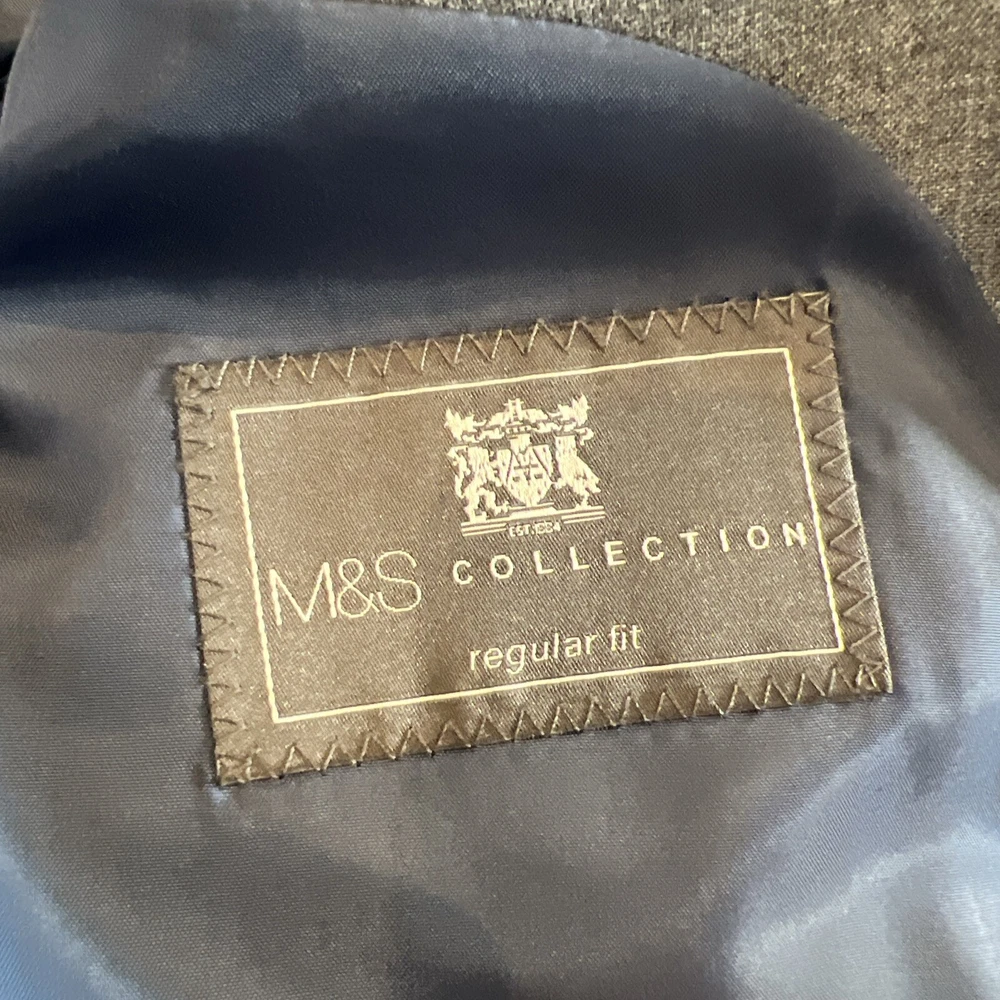 EST. 1884
M&S COLLECTION
regular fit